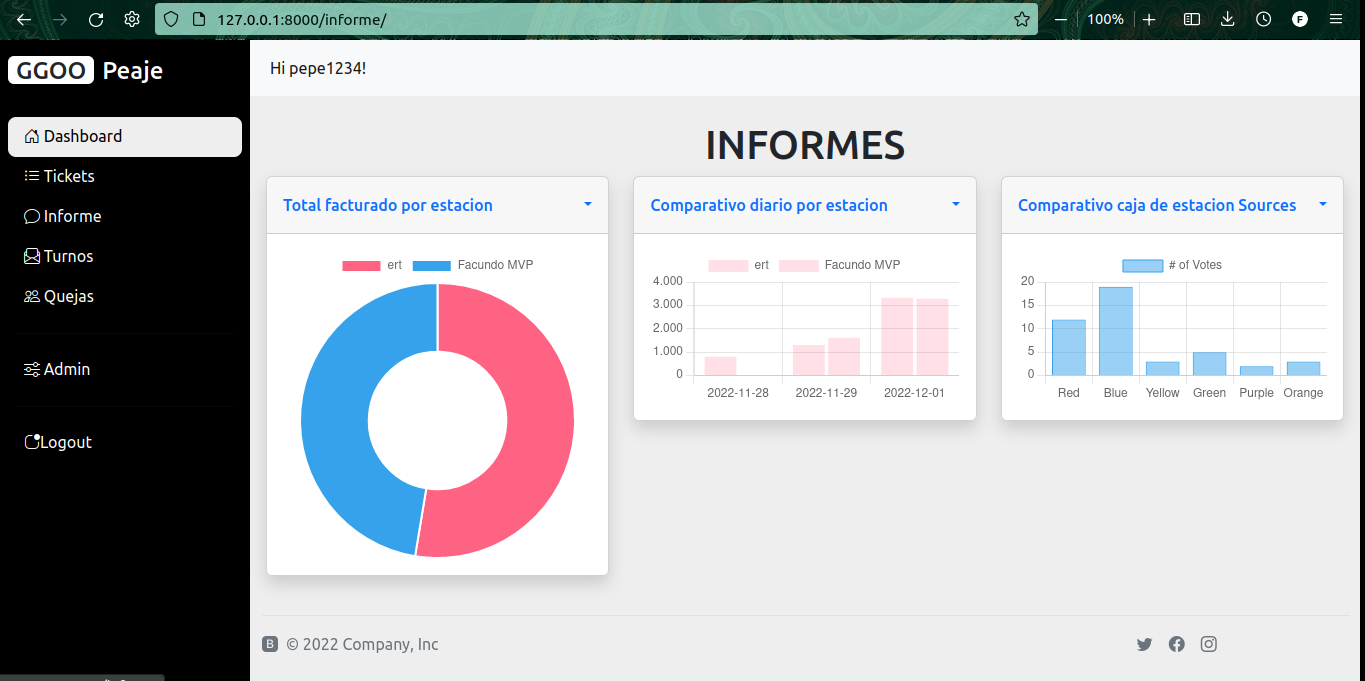 127.0.0.1:8000/informe/
100%
F
GGOO Peaje
Hi pepe1234!
Dashboard
Tickets
Informe
Turnos
Quejas
Admin
Logout
INFORMES
Total facturado por estacion
ert Facundo MVP
Comparativo diario por estacion
ert Facundo MVP
4.000
3.000
2.000
1.000
0
2022-11-28 2022-11-29 2022-12-01
Comparativo caja de estacion Sources
# of Votes
20
15
10
5
0
Red Blue Yellow Green Purple Orange
B © 2022 Company, Inc